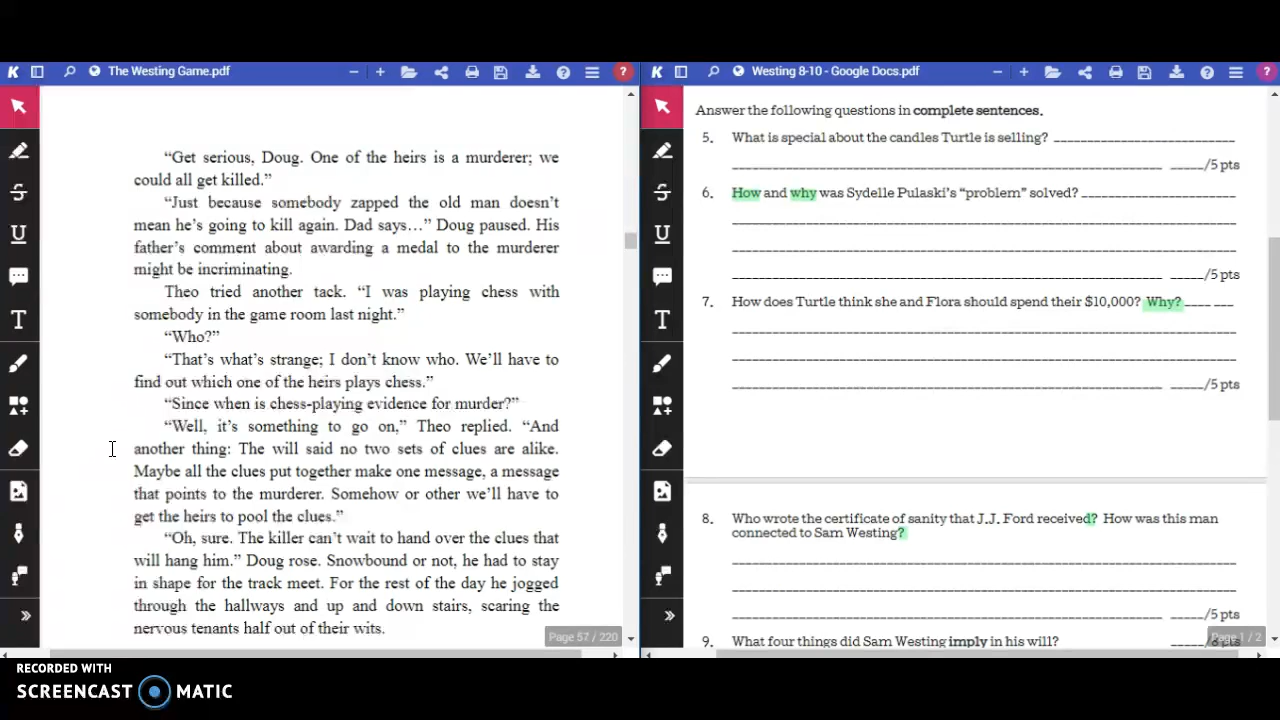 The Westing Game.pdf
“Get serious, Doug. One of the heirs is a murderer; we
could all get killed.”
“Just because somebody zapped the old man doesn’t
mean he’s going to kill again. Dad says…” Doug paused. His
father’s comment about awarding a medal to the murderer
might be incriminating.
Theo tried another tack. “I was playing chess with
somebody in the game room last night.”
“Who?”
“That’s what’s strange; I don’t know who. We’ll have to
find out which one of the heirs plays chess.”
“Since when is chess-playing evidence for murder?”
“Well, it’s something to go on,” Theo replied. “And
another thing: The will said no two sets of clues are alike.
Maybe all the clues put together make one message, a message
that points to the murderer. Somehow or other we’ll have to
get the heirs to pool the clues.”
“Oh, sure. The killer can’t wait to hand over the clues that
will hang him.” Doug rose. Snowbound or not, he had to stay
in shape for the track meet. For the rest of the day he jogged
through the hallways and up and down stairs, scaring the
nervous tenants half out of their wits.
Page 57 / 220
Westing 8-10 - Google Docs.pdf
Answer the following questions in complete sentences.
5. What is special about the candles Turtle is selling? ____________________
____________________ _____/5 pts
6. How and why was Sydelle Pulaski’s “problem” solved? ____________________
____________________ _____/5 pts
7. How does Turtle think she and Flora should spend their $10,000? Why? ____ ___
____________________ _____/5 pts
8. Who wrote the certificate of sanity that J.J. Ford received? How was this man
connected to Sam Westing?
____________________ _____/5 pts
9. What four things did Sam Westing imply in his will?
Page 1 / 2
RECORDED WITH
SCREENCAST MATIC